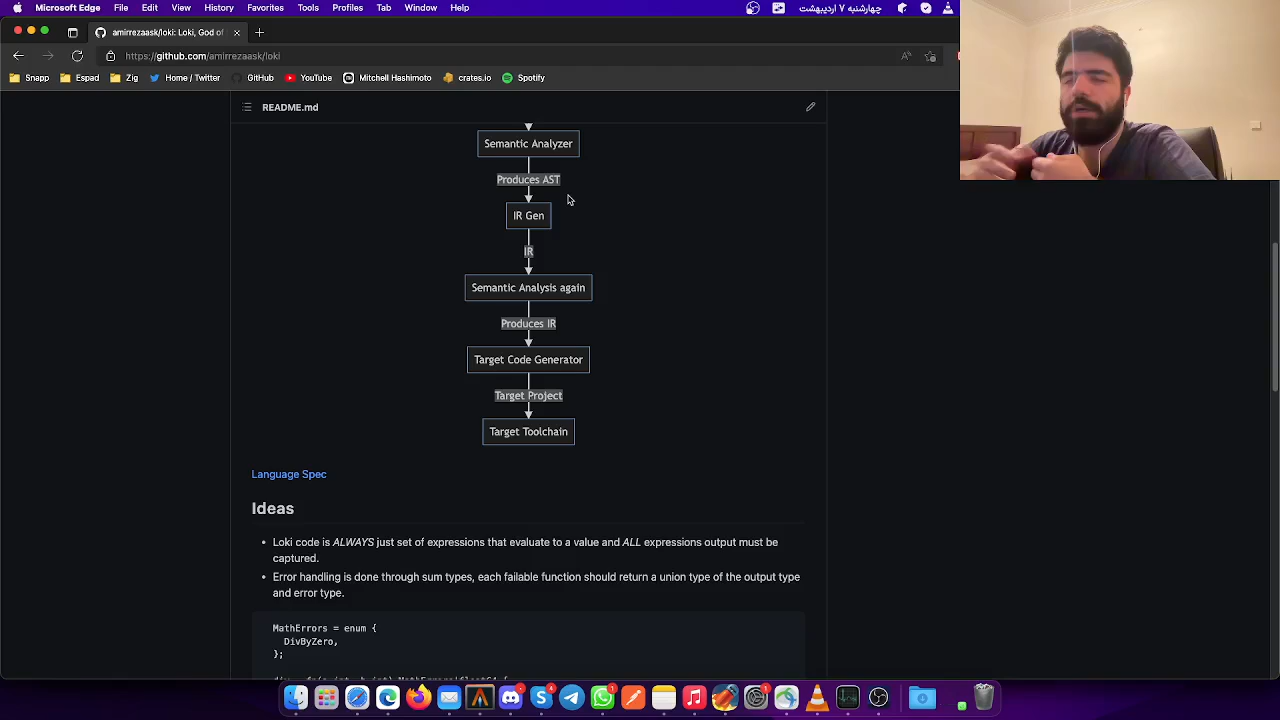 Microsoft Edge File Edit View History Favorites Tools Profiles Tab Window Help چهارشنبه ۷ اردیبهشت
amirrezaask/loki: Loki, God of
https://github.com/amirrezaask/loki
Snapp Espad Zig Home / Twitter GitHub YouTube Mitchell Hashimoto crates.io Spotify
README.md
Semantic Analyzer
Produces AST
IR Gen
IR
Semantic Analysis again
Produces IR
Target Code Generator
Target Project
Target Toolchain
Language Spec
Ideas
Loki code is ALWAYS just set of expressions that evaluate to a value and ALL expressions output must be
captured.
Error handling is done through sum types, each failable function should return a union type of the output type
and error type.
MathErrors = enum {
DivByZero,
};